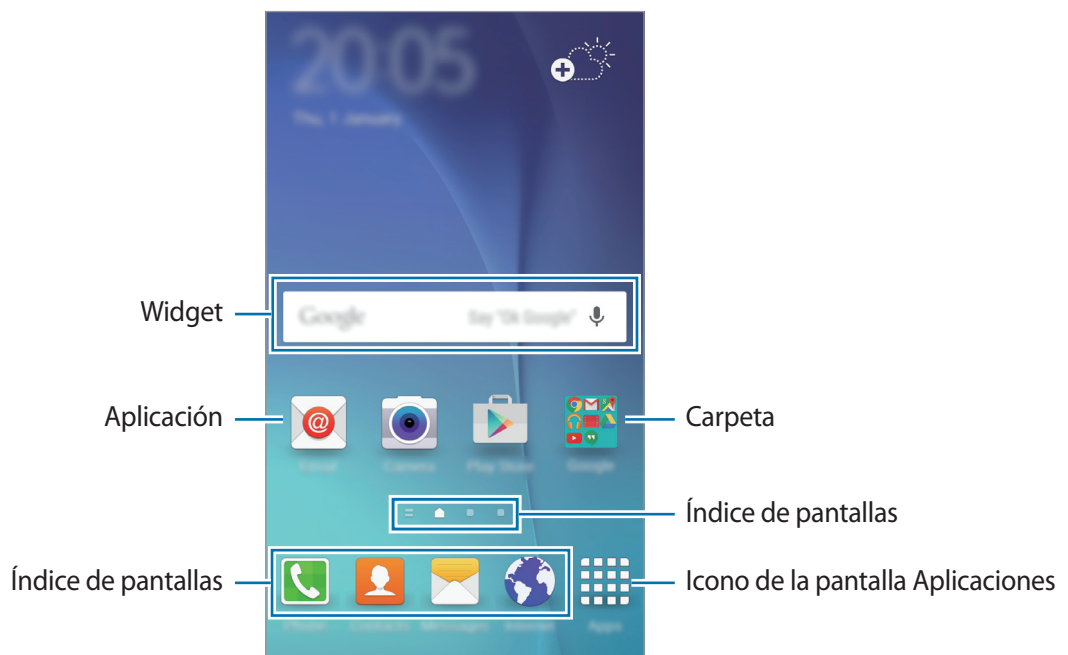 20:05
Thu, 1 January
Widget
Google Say "Ok Google"
Aplicación
Carpeta
Email Camera Play Store Google
Índice de pantallas
Índice de pantallas
Icono de la pantalla Aplicaciones
Phone Contacts Messages Internet Apps